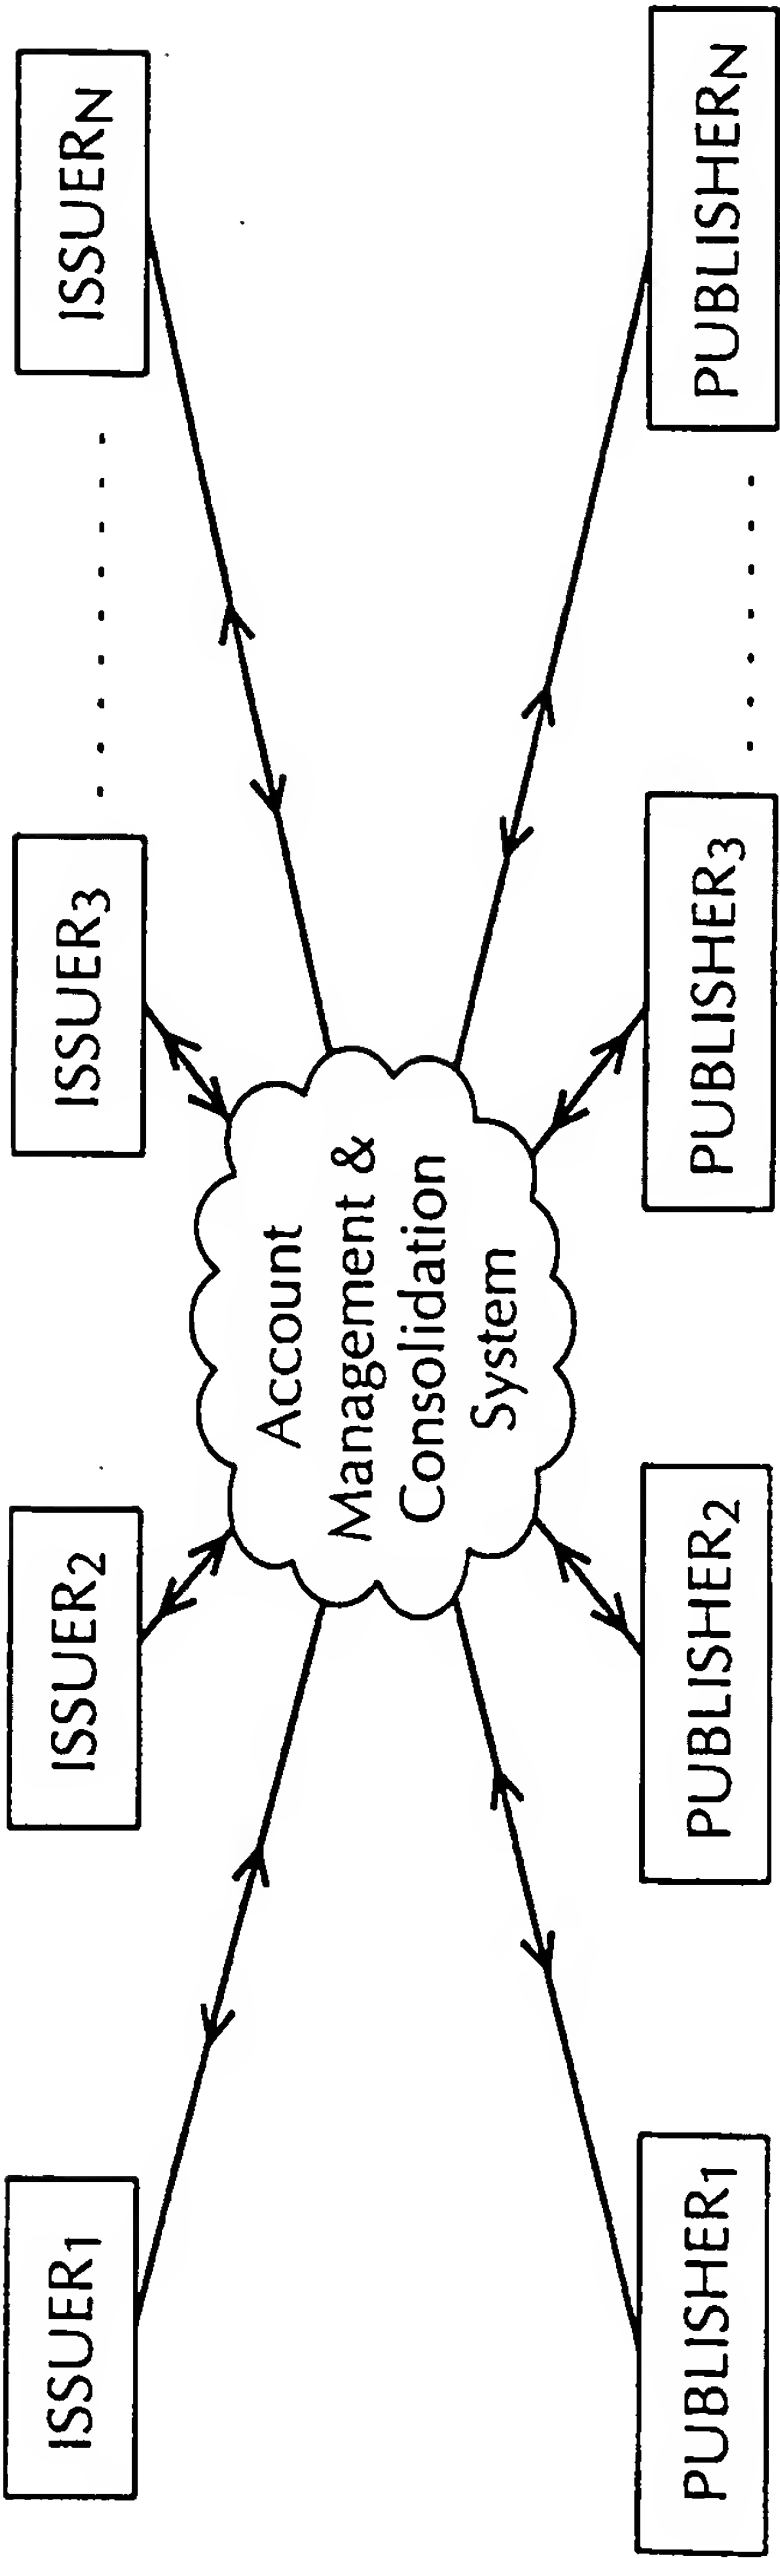 ISSUER1
ISSUER2
ISSUER3
ISSUERN
Account
Management &
Consolidation
System
PUBLISHER1
PUBLISHER2
PUBLISHER3
PUBLISHERN